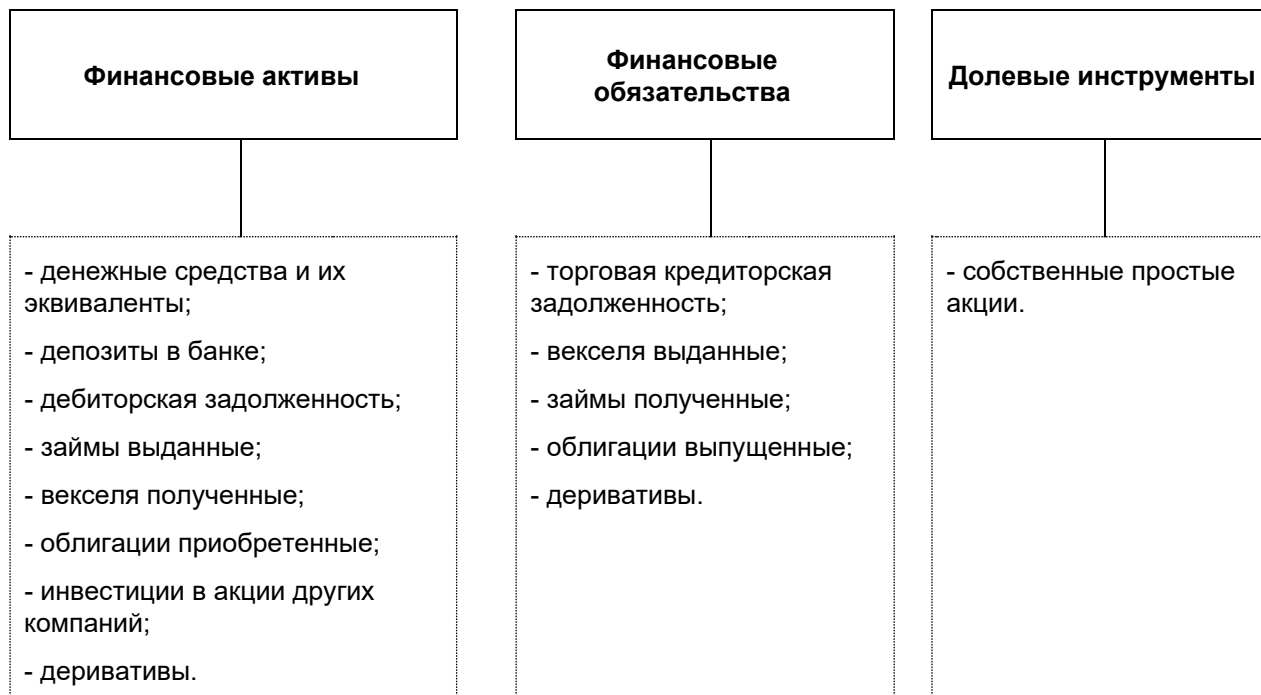 Финансовые активы
- денежные средства и их
эквиваленты;
- депозиты в банке;
- дебиторская задолженность;
- займы выданные;
- векселя полученные;
- облигации приобретенные;
- инвестиции в акции других
компаний;
- деривативы.
Финансовые
обязательства
- торговая кредиторская
задолженность;
- векселя выданные;
- займы полученные;
- облигации выпущенные;
- деривативы.
Долевые инструменты
- собственные простые
акции.